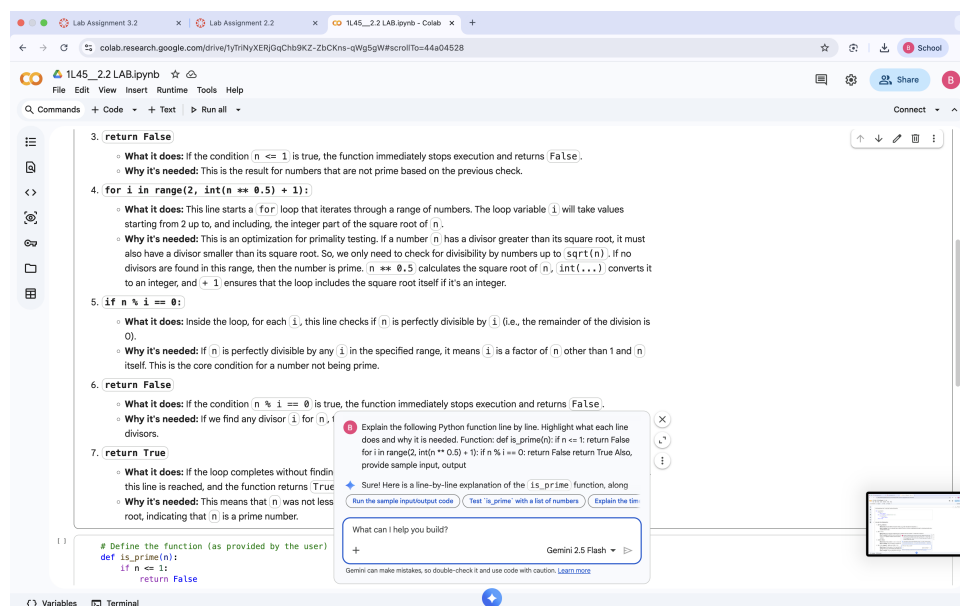 Lab Assignment 3.2
Lab Assignment 2.2
1L45__2.2 LAB.ipynb - Colab
colab.research.google.com/drive/1yTriNyXERjGqChb9KZ-ZbCKns-qWg5gW#scrollTo=44a04528
B School
1L45__2.2 LAB.ipynb
File Edit View Insert Runtime Tools Help
Share
B
Commands + Code + Text Run all
Connect
3. return False
What it does: If the condition n <= 1 is true, the function immediately stops execution and returns False.
Why it's needed: This is the result for numbers that are not prime based on the previous check.
4. for i in range(2, int(n ** 0.5) + 1):
What it does: This line starts a for loop that iterates through a range of numbers. The loop variable i will take values
starting from 2 up to, and including, the integer part of the square root of n.
Why it's needed: This is an optimization for primality testing. If a number n has a divisor greater than its square root, it must
also have a divisor smaller than its square root. So, we only need to check for divisibility by numbers up to sqrt(n). If no
divisors are found in this range, then the number is prime. n ** 0.5 calculates the square root of n, int(...) converts it
to an integer, and + 1 ensures that the loop includes the square root itself if it's an integer.
5. if n % i == 0:
What it does: Inside the loop, for each i, this line checks if n is perfectly divisible by i (i.e., the remainder of the division is
0).
Why it's needed: If n is perfectly divisible by any i in the specified range, it means i is a factor of n other than 1 and n
itself. This is the core condition for a number not being prime.
6. return False
What it does: If the condition n % i == 0 is true, the function immediately stops execution and returns False.
Why it's needed: If we find any divisor i for n,
divisors.
7. return True
What it does: If the loop completes without findin
this line is reached, and the function returns True
Why it's needed: This means that n was not less
root, indicating that n is a prime number.
B Explain the following Python function line by line. Highlight what each line
does and why it is needed. Function: def is_prime(n): if n <= 1: return False
for i in range(2, int(n ** 0.5) + 1): if n % i == 0: return False return True Also,
provide sample input, output
Sure! Here is a line-by-line explanation of the is_prime function, along
Run the sample input/output code
Test `is_prime` with a list of numbers
Explain the tim
What can I help you build?
+ Gemini 2.5 Flash
Gemini can make mistakes, so double-check it and use code with caution. Learn more
[ ]
# Define the function (as provided by the user)
def is_prime(n):
if n <= 1:
return False
Variables Terminal